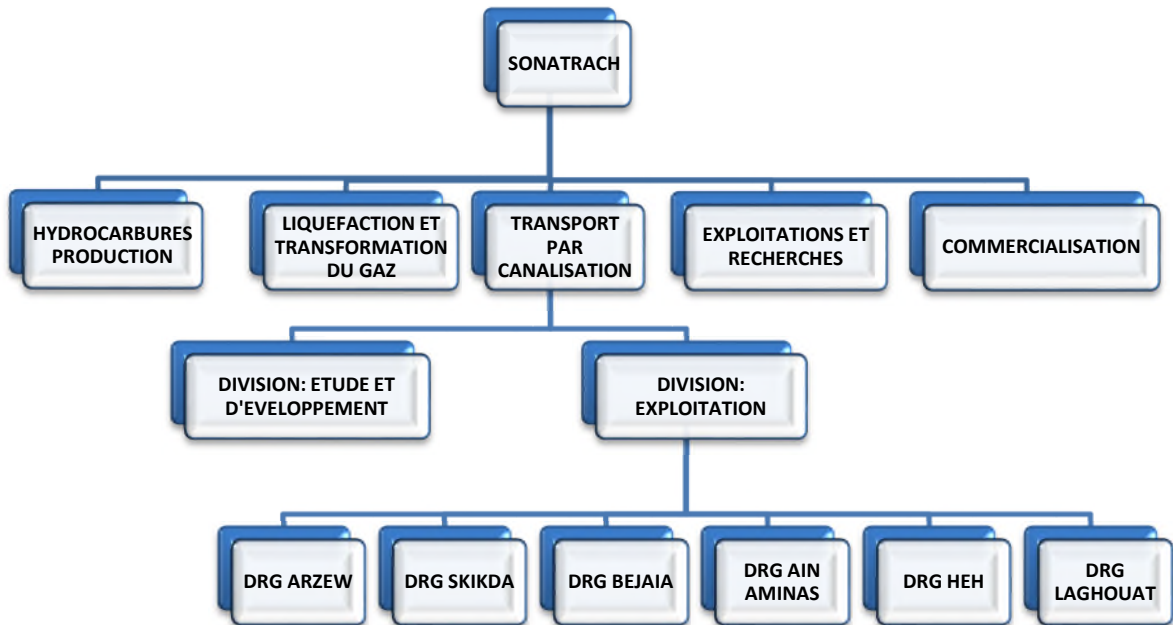 SONATRACH
HYDROCARBURES
PRODUCTION
LIQUEFACTION ET
TRANSFORMATION
DU GAZ
TRANSPORT
PAR
CANALISATION
EXPLOITATIONS ET
RECHERCHES
COMMERCIALISATION
DIVISION: ETUDE ET
D'EVELOPPEMENT
DIVISION:
EXPLOITATION
DRG ARZEW
DRG SKIKDA
DRG BEJAIA
DRG AIN
AMINAS
DRG HEH
DRG
LAGHOUAT